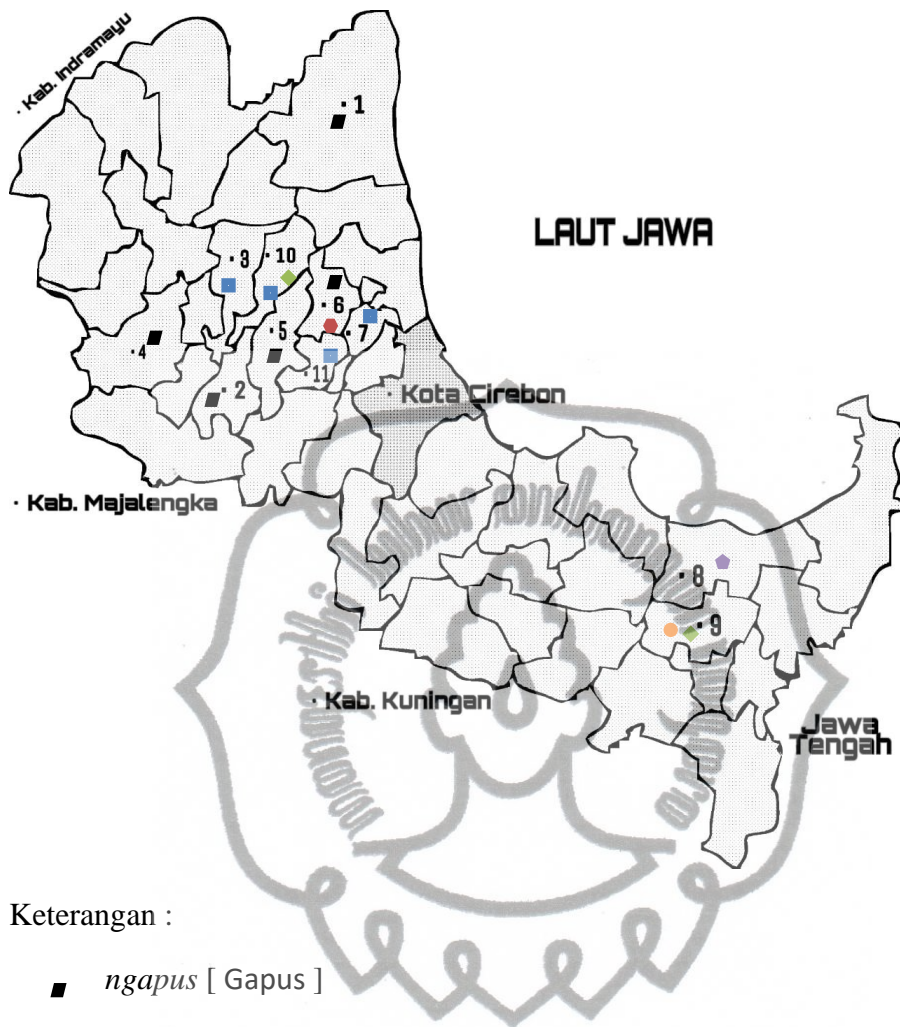 · Kab. Indramayu
· 1
LAUT JAWA
· 3
· 10
· 6
· 5
· 7
· 4
· 11
· 2
· Kota Cirebon
· Kab. Majalengka
· 8
· 9
· Kab. Kuningan
Jawa
Tengah
Keterangan :
ngapus [ Gapus ]